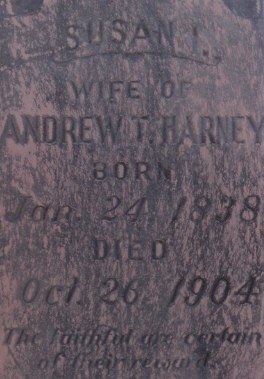 SUSAN I.
WIFE OF
ANDREW T. HARNEY
BORN
Jan. 24, 1838
DIED
Oct. 26, 1904
The faithful are certain
of their reward.